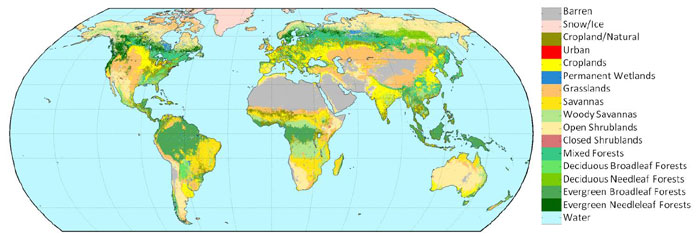 Barren
Snow/Ice
Cropland/Natural
Urban
Croplands
Permanent Wetlands
Grasslands
Savannas
Woody Savannas
Open Shrublands
Closed Shrublands
Mixed Forests
Deciduous Broadleaf Forests
Deciduous Needleaf Forests
Evergreen Broadleaf Forests
Evergreen Needleleaf Forests
Water